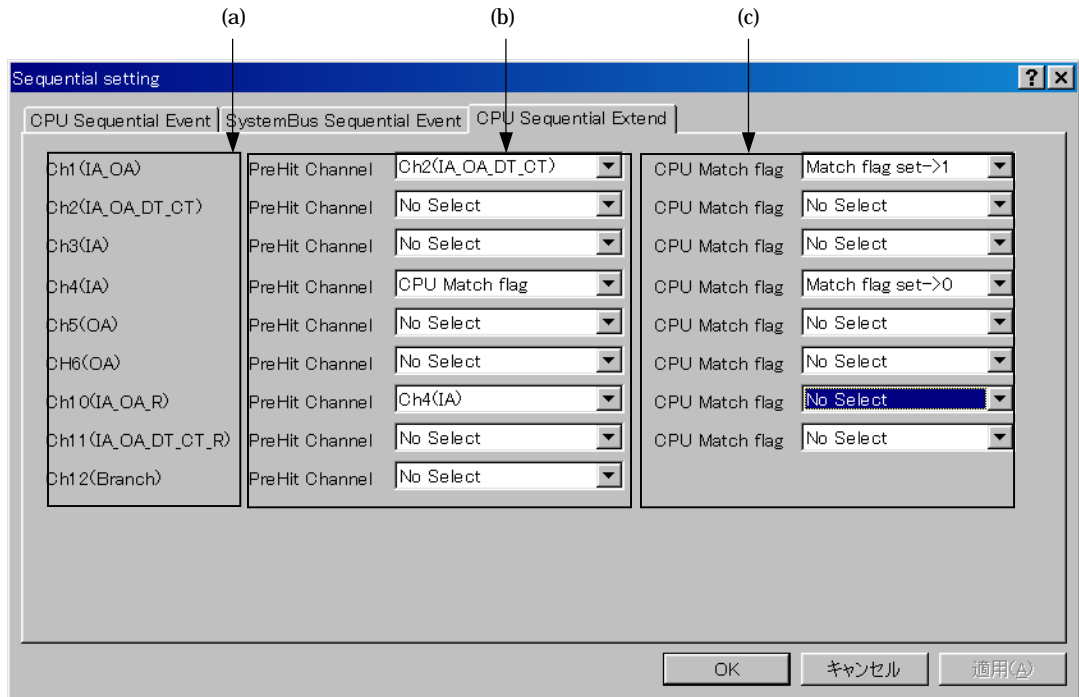 (a) (b) (c)
Sequential setting
CPU Sequential Event SystemBus Sequential Event CPU Sequential Extend
Ch1(IA_OA) PreHit Channel Ch2(IA_OA_DT_CT) CPU Match flag Match flag set->1
Ch2(IA_OA_DT_CT) PreHit Channel No Select CPU Match flag No Select
Ch3(IA) PreHit Channel No Select CPU Match flag No Select
Ch4(IA) PreHit Channel CPU Match flag CPU Match flag Match flag set->0
Ch5(OA) PreHit Channel No Select CPU Match flag No Select
CH6(OA) PreHit Channel No Select CPU Match flag No Select
Ch10(IA_OA_R) PreHit Channel Ch4(IA) CPU Match flag No Select
Ch11(IA_OA_DT_CT_R) PreHit Channel No Select CPU Match flag No Select
Ch12(Branch) PreHit Channel No Select
OK キャンセル 適用(A)